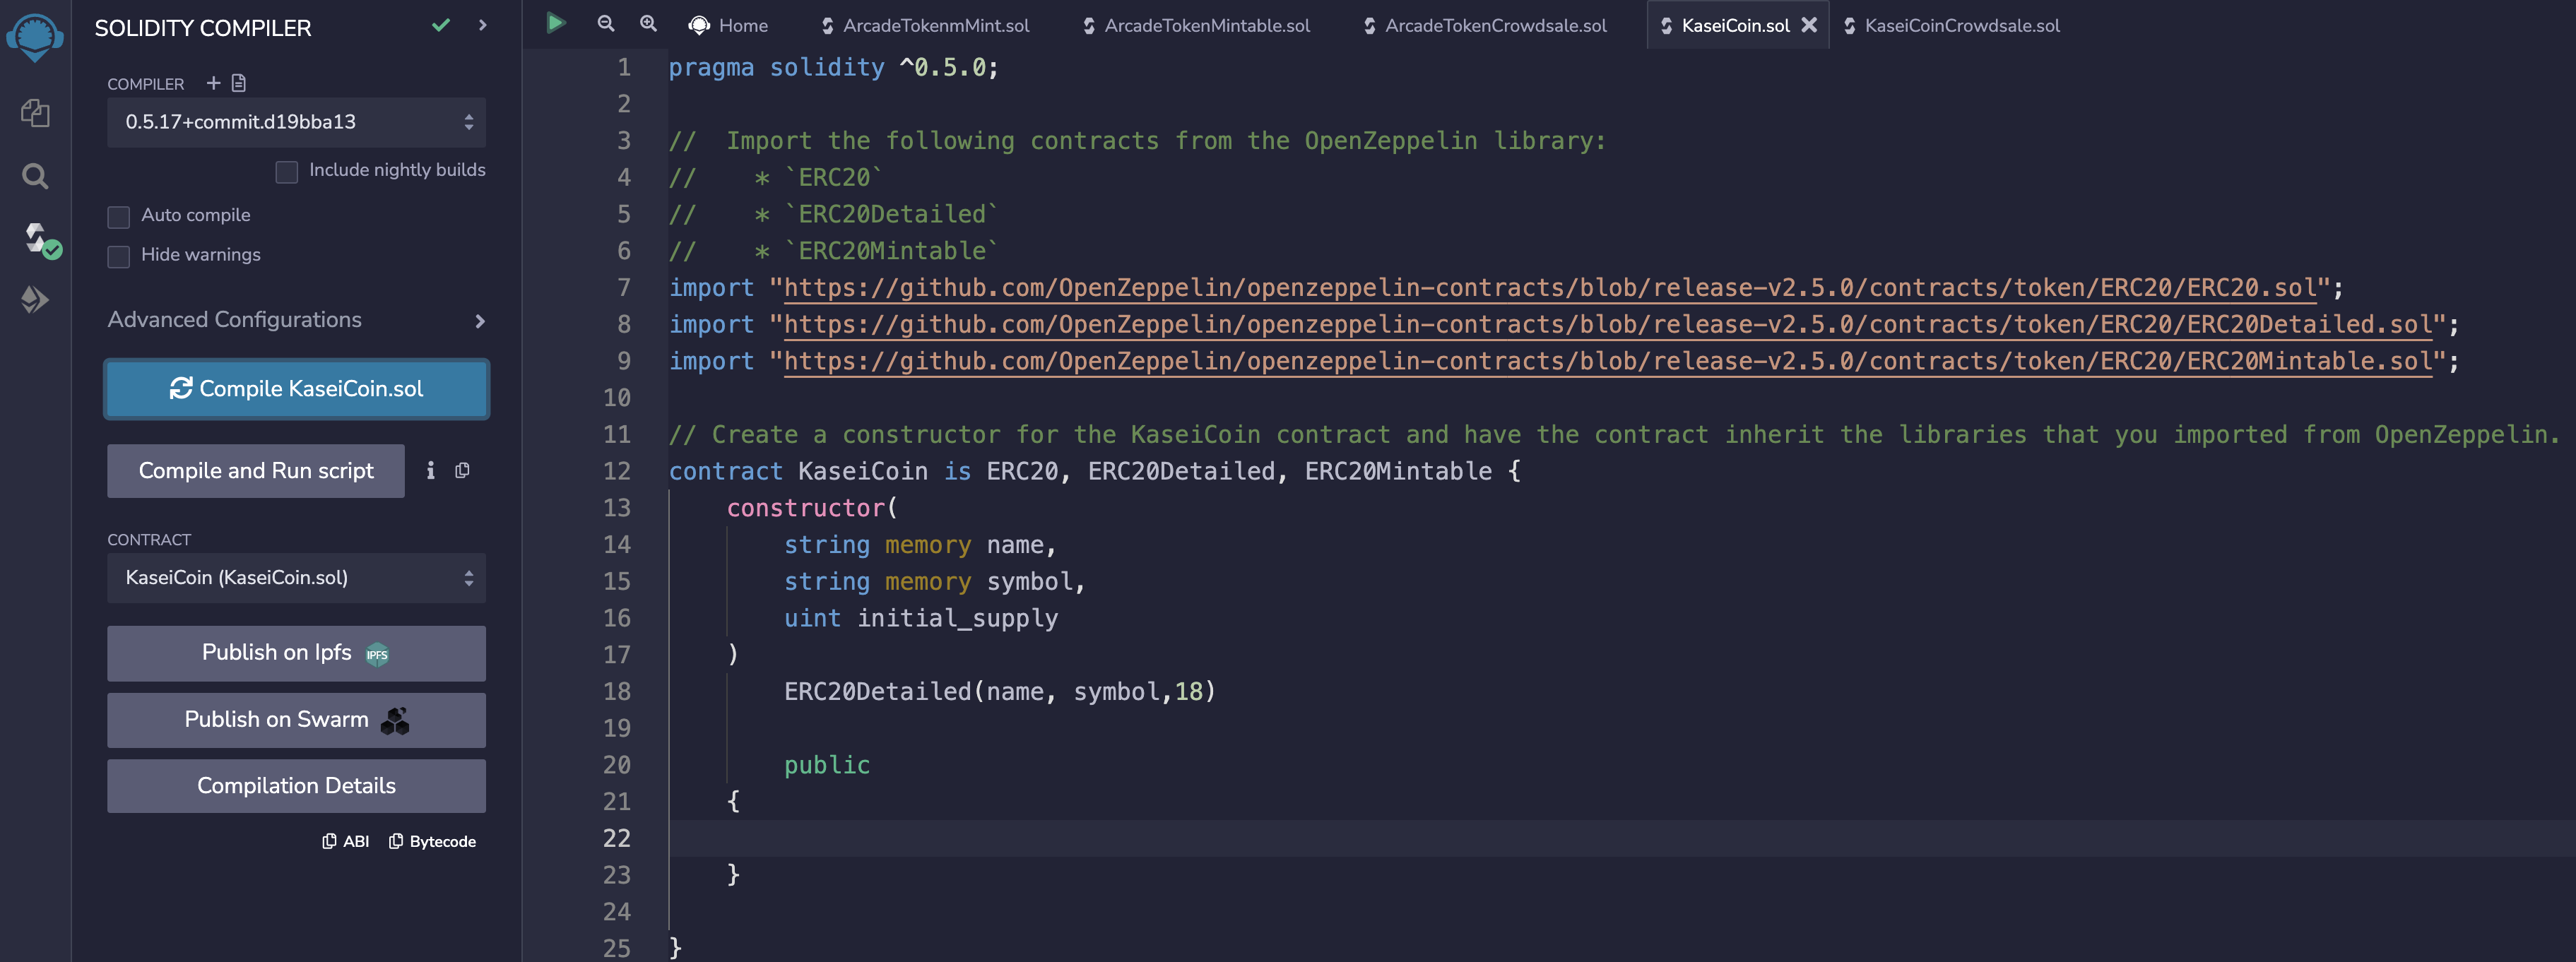 SOLIDITY COMPILER
COMPILER
0.5.17+commit.d19bba13
Include nightly builds
Auto compile
Hide warnings
Advanced Configurations
Compile KaseiCoin.sol
Compile and Run script
CONTRACT
KaseiCoin (KaseiCoin.sol)
Publish on Ipfs IPFS
Publish on Swarm
Compilation Details
ABI Bytecode
Home ArcadeTokenmMint.sol ArcadeTokenMintable.sol ArcadeTokenCrowdsale.sol KaseiCoin.sol KaseiCoinCrowdsale.sol
1 pragma solidity ^0.5.0;
2
3 //  Import the following contracts from the OpenZeppelin library:
4 //    * `ERC20`
5 //    * `ERC20Detailed`
6 //    * `ERC20Mintable`
7 import "https://github.com/OpenZeppelin/openzeppelin-contracts/blob/release-v2.5.0/contracts/token/ERC20/ERC20.sol";
8 import "https://github.com/OpenZeppelin/openzeppelin-contracts/blob/release-v2.5.0/contracts/token/ERC20/ERC20Detailed.sol";
9 import "https://github.com/OpenZeppelin/openzeppelin-contracts/blob/release-v2.5.0/contracts/token/ERC20/ERC20Mintable.sol";
10
11 // Create a constructor for the KaseiCoin contract and have the contract inherit the libraries that you imported from OpenZeppelin.
12 contract KaseiCoin is ERC20, ERC20Detailed, ERC20Mintable {
13     constructor(
14         string memory name,
15         string memory symbol,
16         uint initial_supply
17     )
18         ERC20Detailed(name, symbol,18)
19
20         public
21     {
22
23     }
24
25 }